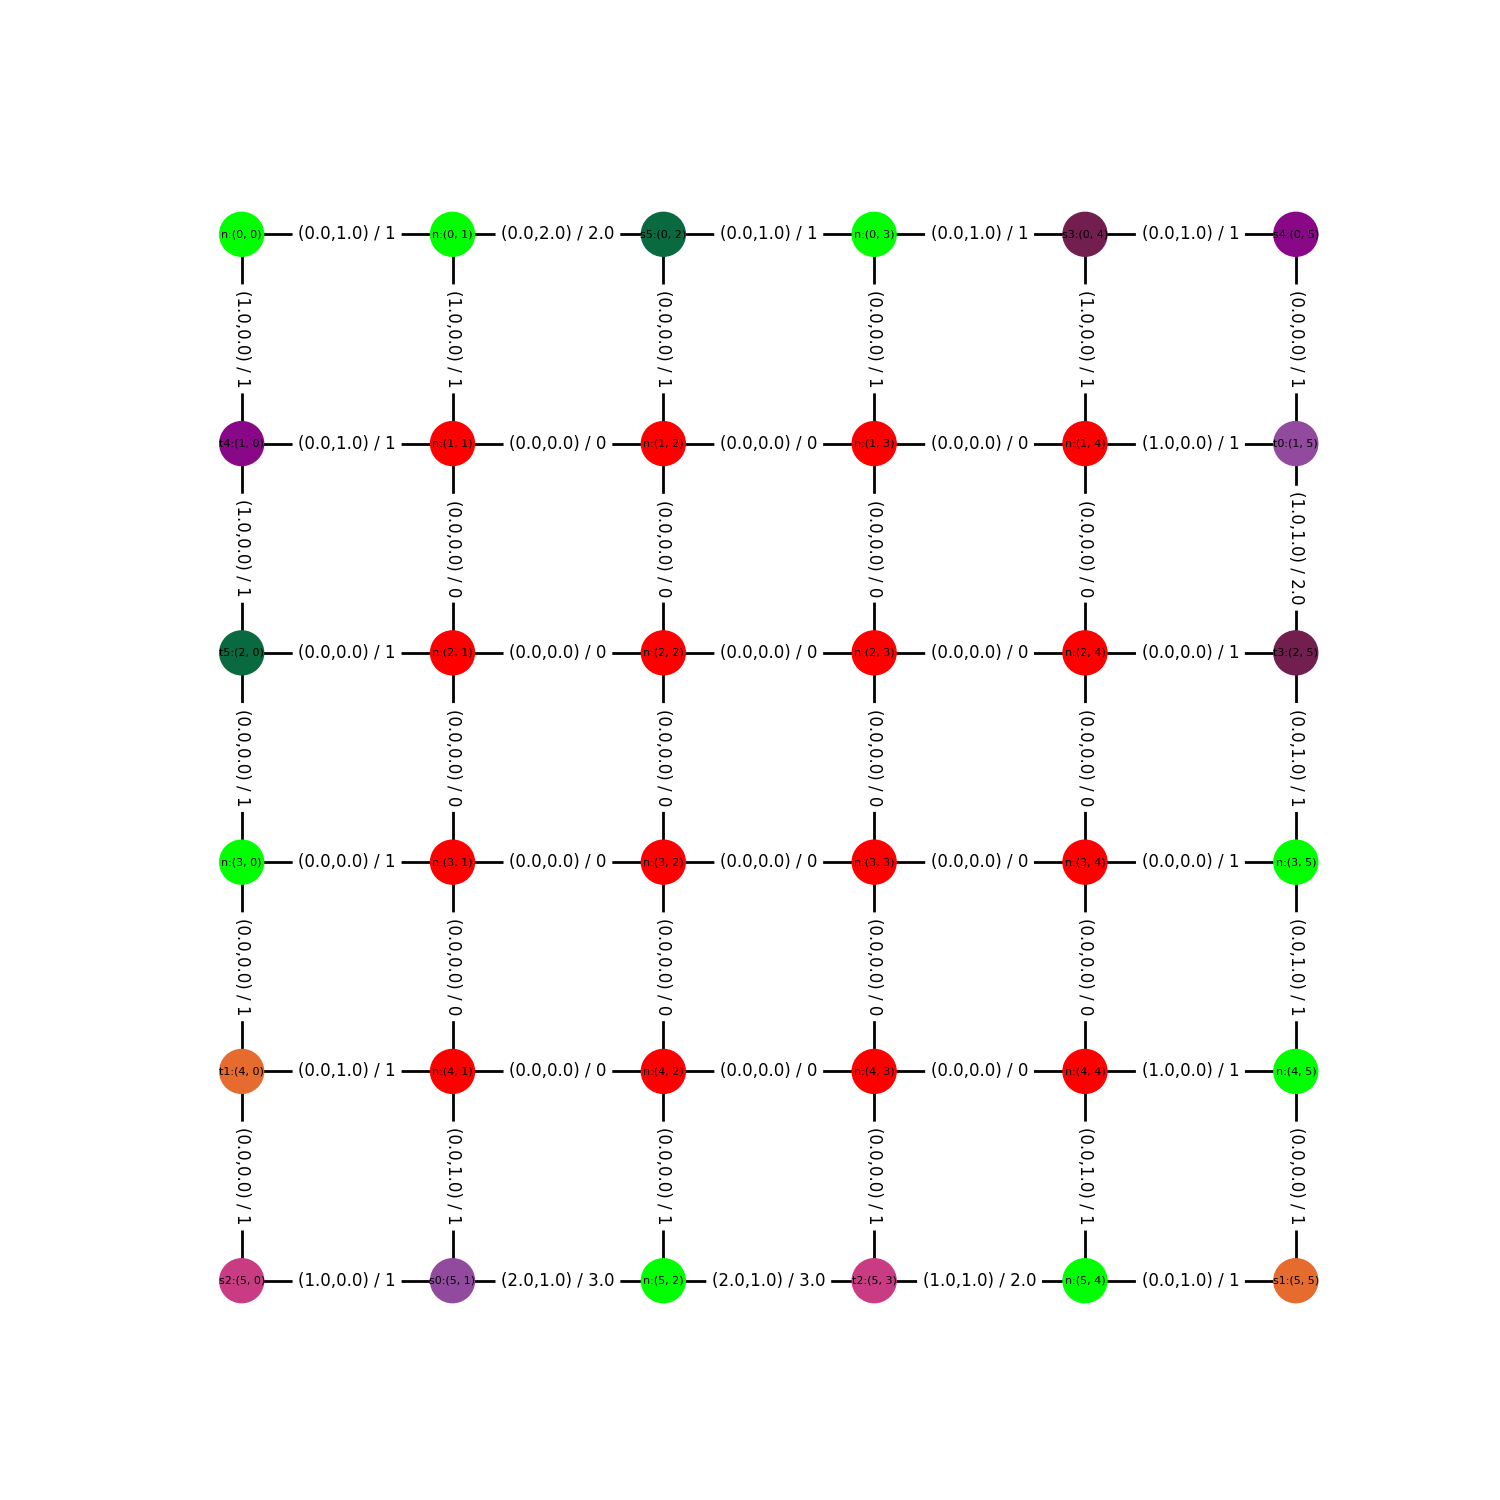 n:(0, 0) (0.0,1.0) / 1 n:(0, 1) (0.0,2.0) / 2.0 s5:(0, 2) (0.0,1.0) / 1 n:(0, 3) (0.0,1.0) / 1 s3:(0, 4) (0.0,1.0) / 1 s4:(0, 5)
(1.0,0.0) / 1 (1.0,0.0) / 1 (0.0,0.0) / 1 (0.0,0.0) / 1 (1.0,0.0) / 1 (0.0,0.0) / 1
t4:(1, 0) (0.0,1.0) / 1 n:(1, 1) (0.0,0.0) / 0 n:(1, 2) (0.0,0.0) / 0 n:(1, 3) (0.0,0.0) / 0 n:(1, 4) (1.0,0.0) / 1 t0:(1, 5)
(1.0,0.0) / 1 (0.0,0.0) / 0 (0.0,0.0) / 0 (0.0,0.0) / 0 (0.0,0.0) / 0 (1.0,1.0) / 2.0
t5:(2, 0) (0.0,0.0) / 1 n:(2, 1) (0.0,0.0) / 0 n:(2, 2) (0.0,0.0) / 0 n:(2, 3) (0.0,0.0) / 0 n:(2, 4) (0.0,0.0) / 1 t3:(2, 5)
(0.0,0.0) / 1 (0.0,0.0) / 0 (0.0,0.0) / 0 (0.0,0.0) / 0 (0.0,0.0) / 0 (0.0,1.0) / 1
n:(3, 0) (0.0,0.0) / 1 n:(3, 1) (0.0,0.0) / 0 n:(3, 2) (0.0,0.0) / 0 n:(3, 3) (0.0,0.0) / 0 n:(3, 4) (0.0,0.0) / 1 n:(3, 5)
(0.0,0.0) / 1 (0.0,0.0) / 0 (0.0,0.0) / 0 (0.0,0.0) / 0 (0.0,0.0) / 0 (0.0,1.0) / 1
t1:(4, 0) (0.0,1.0) / 1 n:(4, 1) (0.0,0.0) / 0 n:(4, 2) (0.0,0.0) / 0 n:(4, 3) (0.0,0.0) / 0 n:(4, 4) (1.0,0.0) / 1 n:(4, 5)
(0.0,0.0) / 1 (0.0,1.0) / 1 (0.0,0.0) / 1 (0.0,0.0) / 1 (0.0,1.0) / 1 (0.0,0.0) / 1
s2:(5, 0) (1.0,0.0) / 1 s0:(5, 1) (2.0,1.0) / 3.0 n:(5, 2) (2.0,1.0) / 3.0 t2:(5, 3) (1.0,1.0) / 2.0 n:(5, 4) (0.0,1.0) / 1 s1:(5, 5)